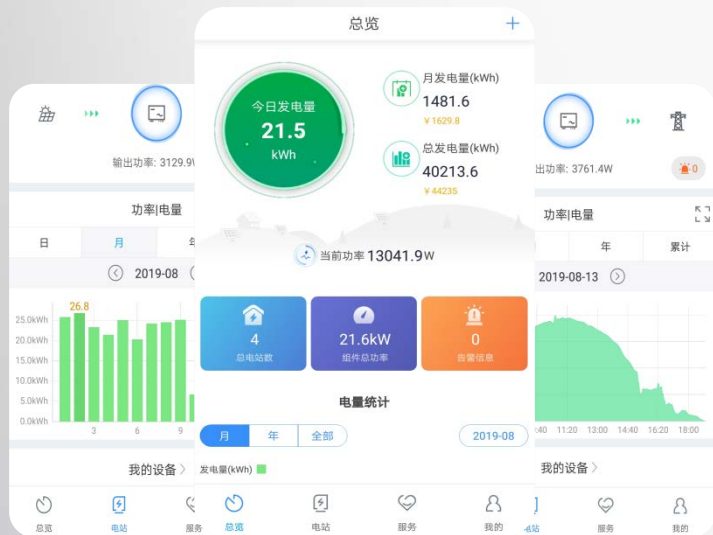 总览
今日发电量
21.5
kWh
月发电量(kWh)
1481.6
¥1629.8
总发电量(kWh)
40213.6
¥44235
当前功率13041.9W
4
总电站数
21.6kW
组件总功率
0
告警信息
电量统计
月 年 全部
2019-08
发电量(kWh)
总览 电站 服务 我的
输出功率: 3129.9
功率|电量
日 月
2019-08
26.8
25.0kWh
20.0kWh
15.0kWh
10.0kWh
5.0kWh
0.0kWh
3 6 9
我的设备
总览 电站 服务
出功率: 3761.4W
0
功率|电量
年 累计
2019-08-13
:40 11:20 13:00 14:40 16:20 18:00
我的设备
电站 服务 我的